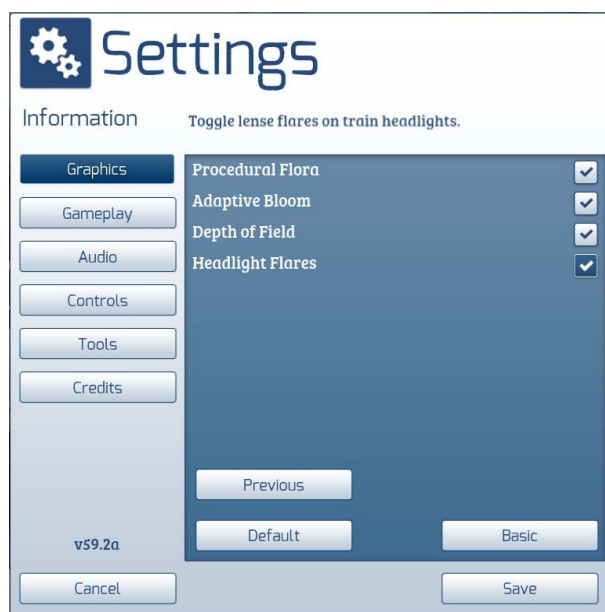 Settings
Information
Toggle lense flares on train headlights.
Graphics
Gameplay
Audio
Controls
Tools
Credits
v59.2a
Procedural Flora
Adaptive Bloom
Depth of Field
Headlight Flares
Previous
Default
Basic
Cancel
Save